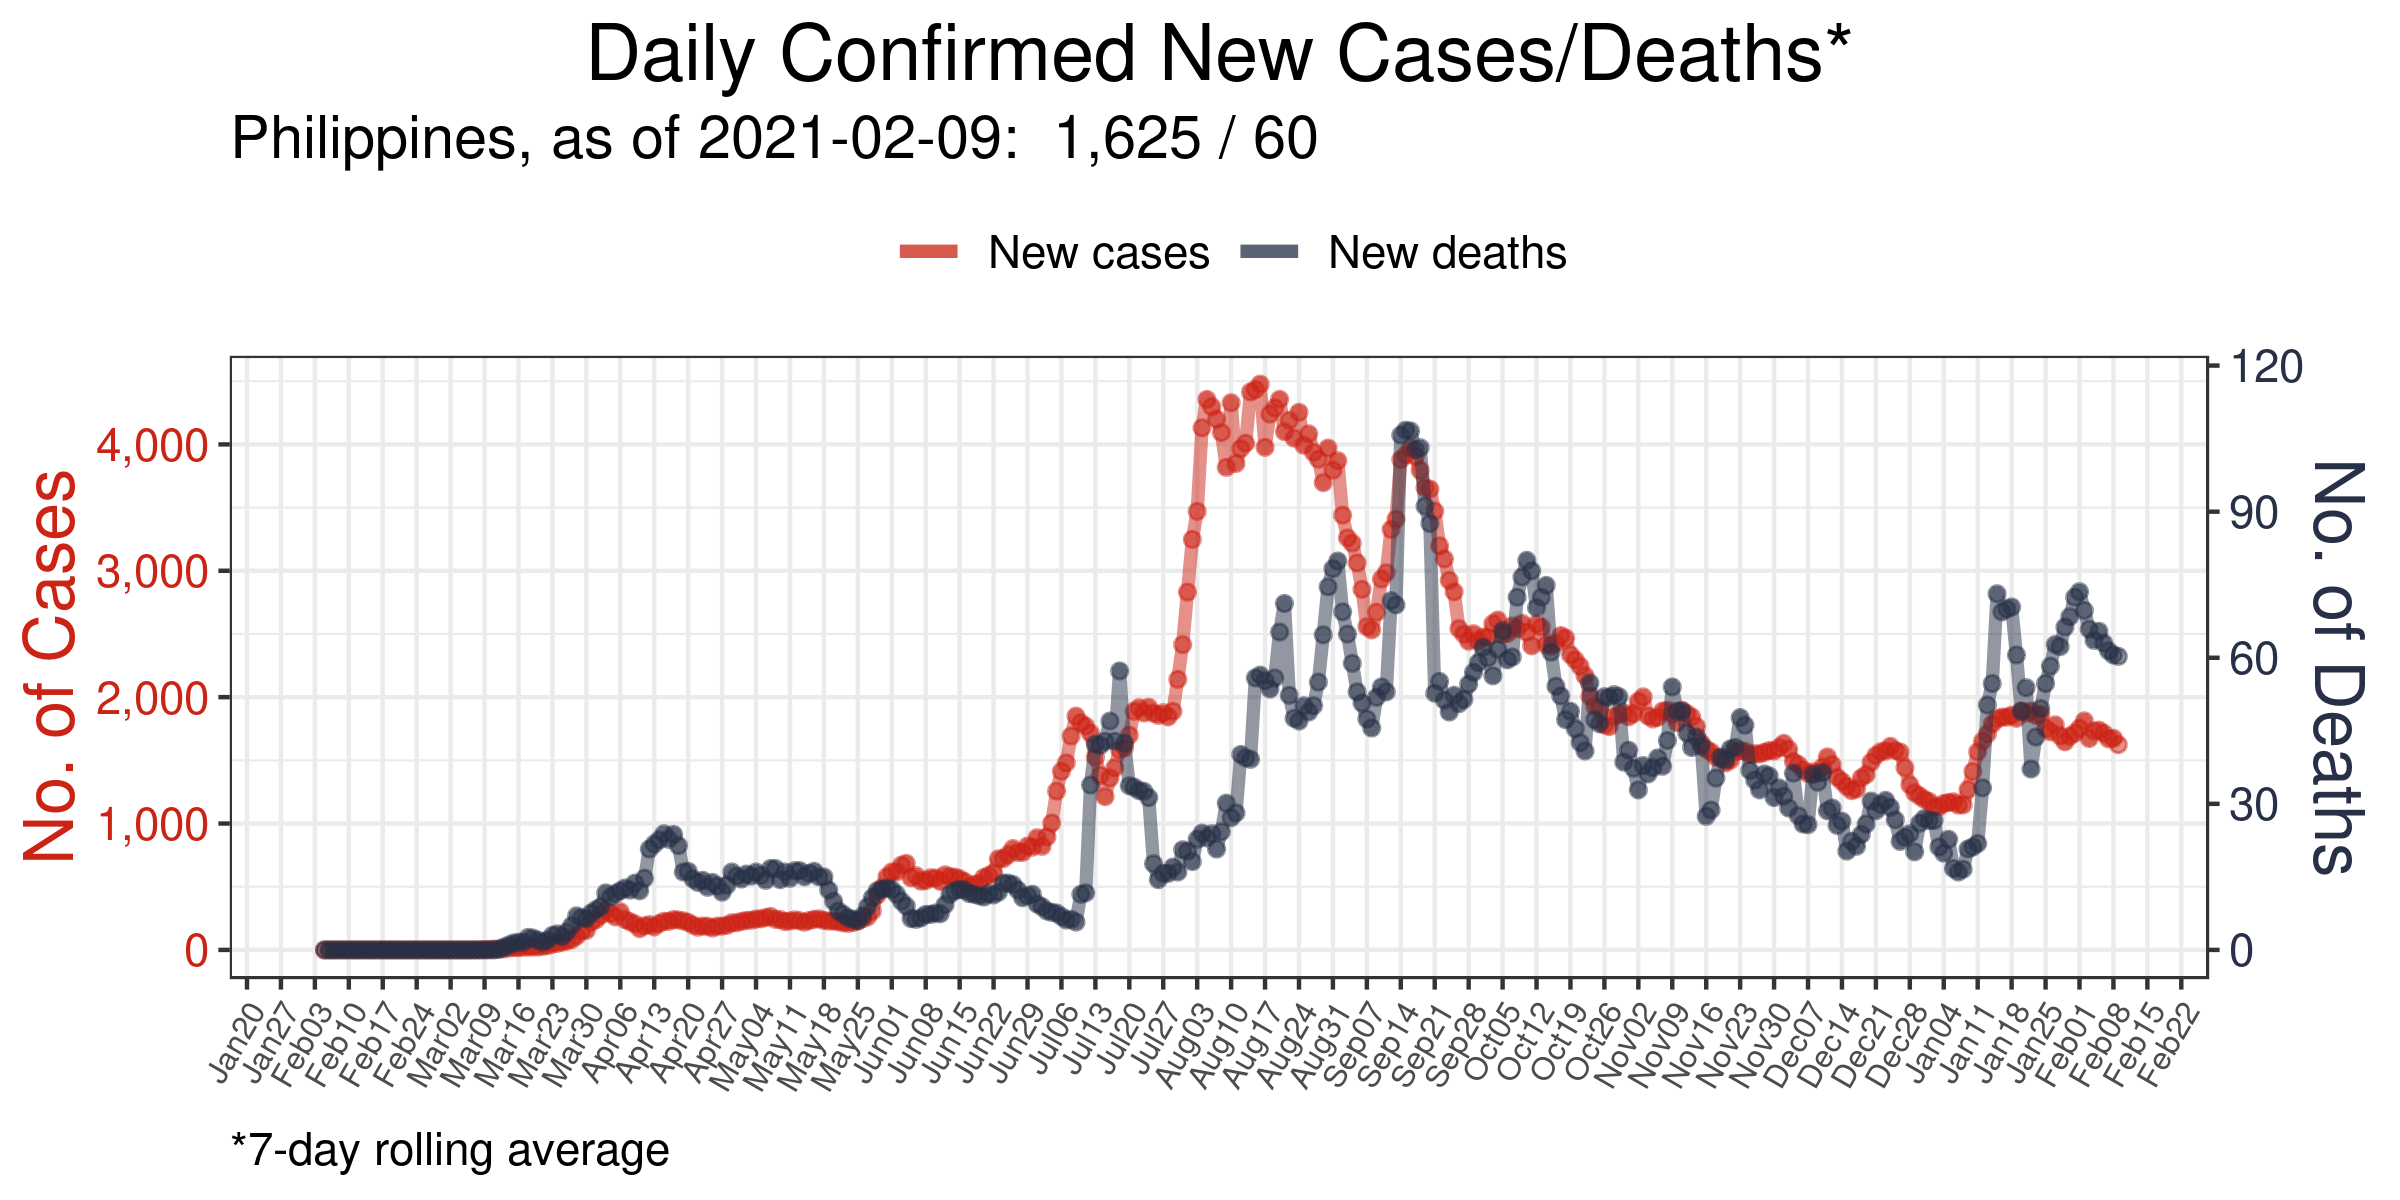 Daily Confirmed New Cases/Deaths*
Philippines, as of 2021-02-09:  1,625 / 60
New cases
New deaths
No. of Cases
4,000
3,000
2,000
1,000
0
120
90
60
30
0
No. of Deaths
Jan20
Jan27
Feb03
Feb10
Feb17
Feb24
Mar02
Mar09
Mar16
Mar23
Mar30
Apr06
Apr13
Apr20
Apr27
May04
May11
May18
May25
Jun01
Jun08
Jun15
Jun22
Jun29
Jul06
Jul13
Jul20
Jul27
Aug03
Aug10
Aug17
Aug24
Aug31
Sep07
Sep14
Sep21
Sep28
Oct05
Oct12
Oct19
Oct26
Nov02
Nov09
Nov16
Nov23
Nov30
Dec07
Dec14
Dec21
Dec28
Jan04
Jan11
Jan18
Jan25
Feb01
Feb08
Feb15
Feb22
*7-day rolling average